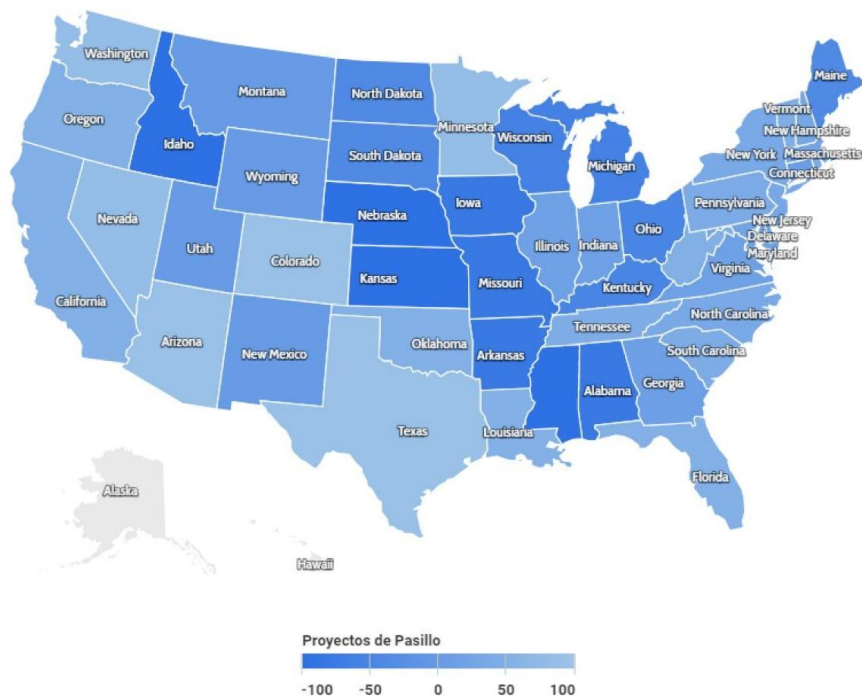 Washington
Montana
North Dakota
Minnesota
Maine
Oregon
Idaho
Wisconsin
Vermont
New Hampshire
South Dakota
Michigan
New York
Massachusetts
Wyoming
Connecticut
Iowa
Pennsylvania
Nevada
Nebraska
New Jersey
Ohio
Utah
Illinois
Indiana
Delaware
Colorado
Maryland
Virginia
Kansas
Missouri
Kentucky
California
North Carolina
Tennessee
Arizona
Oklahoma
South Carolina
New Mexico
Arkansas
Alabama
Georgia
Texas
Louisiana
Florida
Alaska
Hawaii
Proyectos de Pasillo
-100 -50 0 50 100